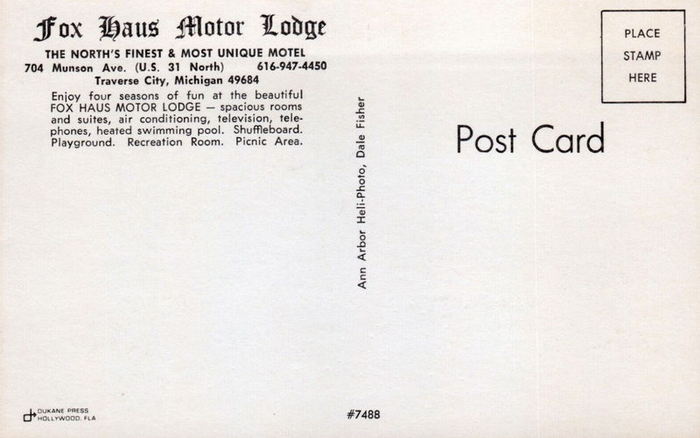 Fox Haus Motor Lodge
THE NORTH'S FINEST & MOST UNIQUE MOTEL
704 Munson Ave. (U.S. 31 North) 616-947-4450
Traverse City, Michigan 49684
Enjoy four seasons of fun at the beautiful
FOX HAUS MOTOR LODGE — spacious rooms
and suites, air conditioning, television, tele-
phones, heated swimming pool. Shuffleboard.
Playground. Recreation Room. Picnic Area.
Ann Arbor Heli-Photo, Dale Fisher
PLACE
STAMP
HERE
Post Card
DUKANE PRESS
HOLLYWOOD, FLA
#7488